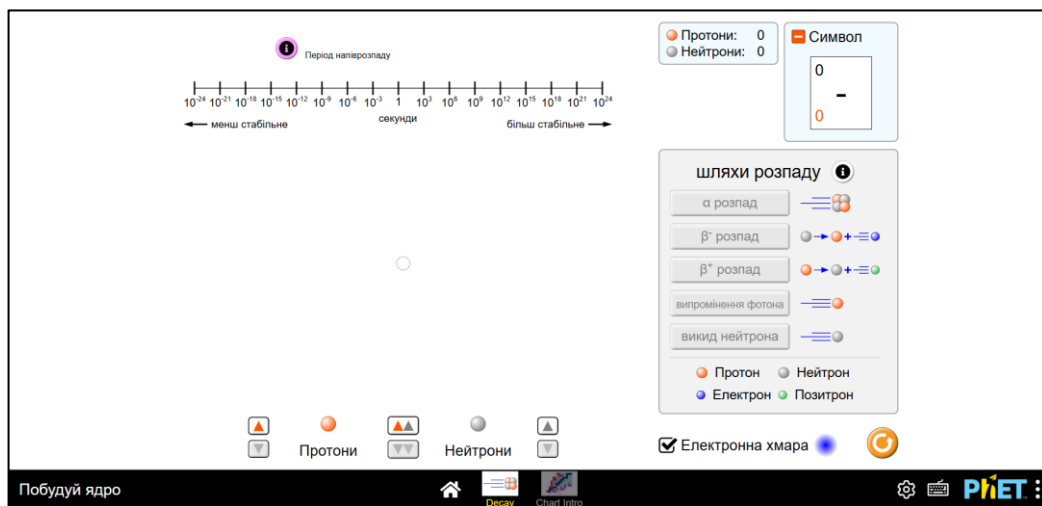 Період напіврозпаду
10⁻²⁴ 10⁻²¹ 10⁻¹⁸ 10⁻¹⁵ 10⁻¹² 10⁻⁹ 10⁻⁶ 10⁻³ 1 10³ 10⁶ 10⁹ 10¹² 10¹⁵ 10¹⁸ 10²¹ 10²⁴
секунди
менш стабільне
більш стабільне
Протони: 0
Нейтрони: 0
Символ
0
-
0
шляхи розпаду
α розпад
β⁻ розпад
β⁺ розпад
випромінення фотона
викид нейтрона
Протон Нейтрон
Електрон Позитрон
Протони
Нейтрони
Електронна хмара
Побудуй ядро
Decay
Chart Intro
PhET